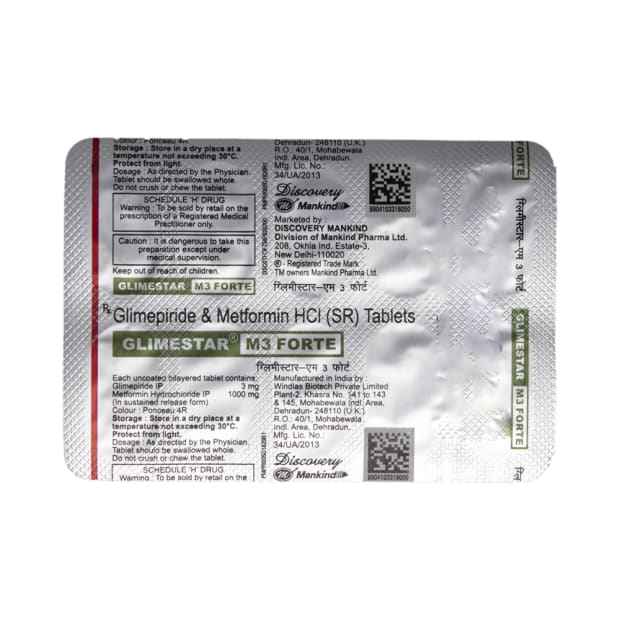 Colour : Ponceau 4R
Storage : Store in a dry place at a
temperature not exceeding 30°C.
Protect from light.
Dosage : As directed by the Physician.
Tablet should be swallowed whole.
Do not crush or chew the tablet.
SCHEDULE 'H' DRUG
Warning : To be sold by retail on the
prescription of a Registered Medical
Practitioner only.
Caution : It is dangerous to take this
preparation except under
medical supervision.
Keep out of reach of children.
GLIMESTAR M3 FORTE
Dehradun- 248110 (U.K.)
R.O.: 40/1, Mohabewala
Indl. Area, Dehradun.
Mfg. Lic. No.:
34/UA/2013
Discovery
Mankind
8904103318050
Marketed by :
DISCOVERY MANKIND
Division of Mankind Pharma Ltd.
208, Okhla Ind. Estate-3,
New Delhi-110020
® - Registered Trade Mark
TM owners Mankind Pharma Ltd.
ग्लिमीस्टार-एम 3 फोर्ट
Rx Glimepiride & Metformin HCl (SR) Tablets
GLIMESTAR® M3 FORTE
ग्लिमीस्टार-एम 3 फोर्ट
Each uncoated bilayered tablet contains:
Glimepiride IP 3 mg
Metformin Hydrochloride IP 1000 mg
(In sustained release form)
Colour : Ponceau 4R
Storage : Store in a dry place at a
temperature not exceeding 30°C.
Protect from light.
Dosage : As directed by the Physician.
Tablet should be swallowed whole.
Do not crush or chew the tablet.
SCHEDULE 'H' DRUG
Warning : To be sold by retail on the
Manufactured in India by :
Windlas Biotech Private Limited
Plant-2, Khasra No. 141 to 143
& 145, Mohabewala Indl. Area,
Dehradun- 248110 (U.K.)
R.O.: 40/1, Mohabewala
Indl. Area, Dehradun.
Mfg. Lic. No.:
34/UA/2013
Discovery
Mankind
8904103318050
FORTE
ग्लिमीस्टार-एम 3 फोर्ट
GLIMESTAR M3 FORTE